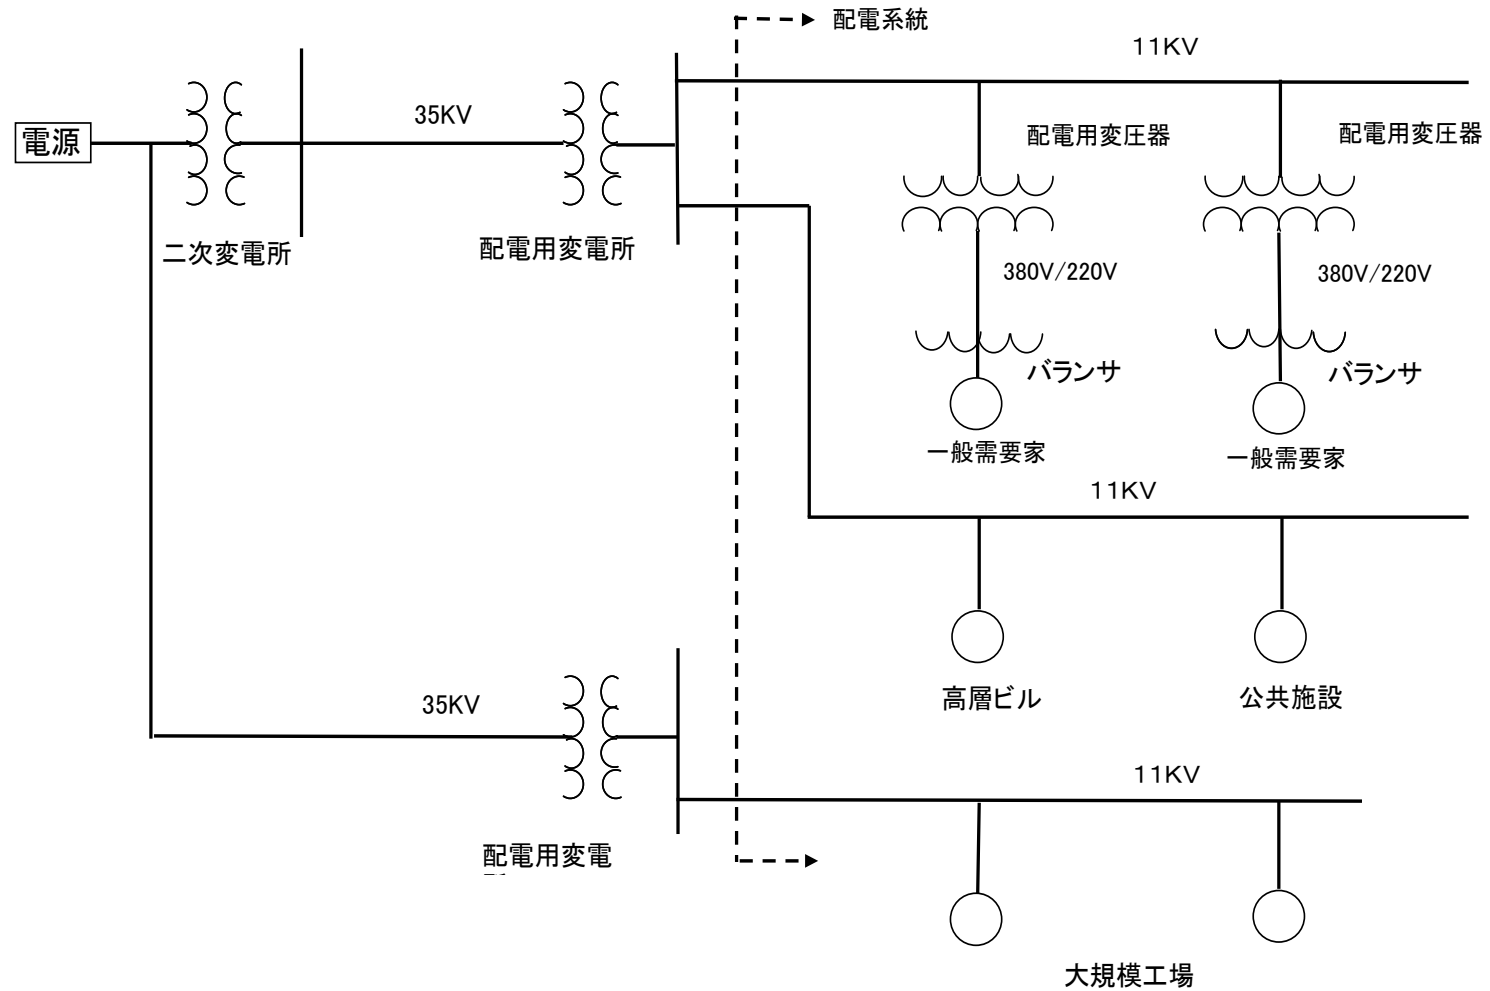 配電系統
11KV
電源
35KV
配電用変圧器
配電用変圧器
二次変電所
配電用変電所
380V/220V
380V/220V
バランサ
バランサ
一般需要家
一般需要家
11KV
高層ビル
公共施設
35KV
11KV
配電用変電
大規模工場